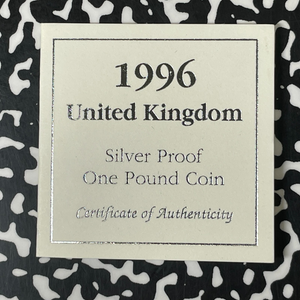 1996
United Kingdom
Silver Proof
One Pound Coin
Certificate of Authenticity